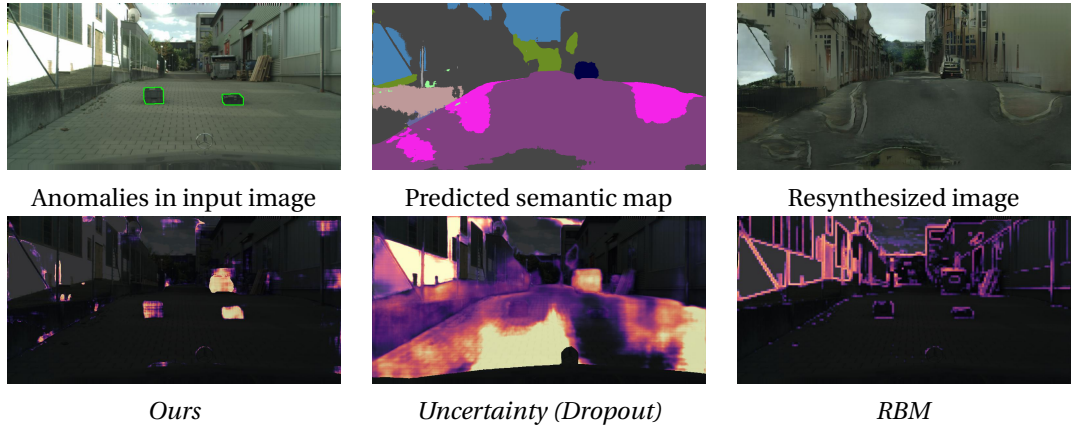 Anomalies in input image
Predicted semantic map
Resynthesized image
Ours
Uncertainty (Dropout)
RBM